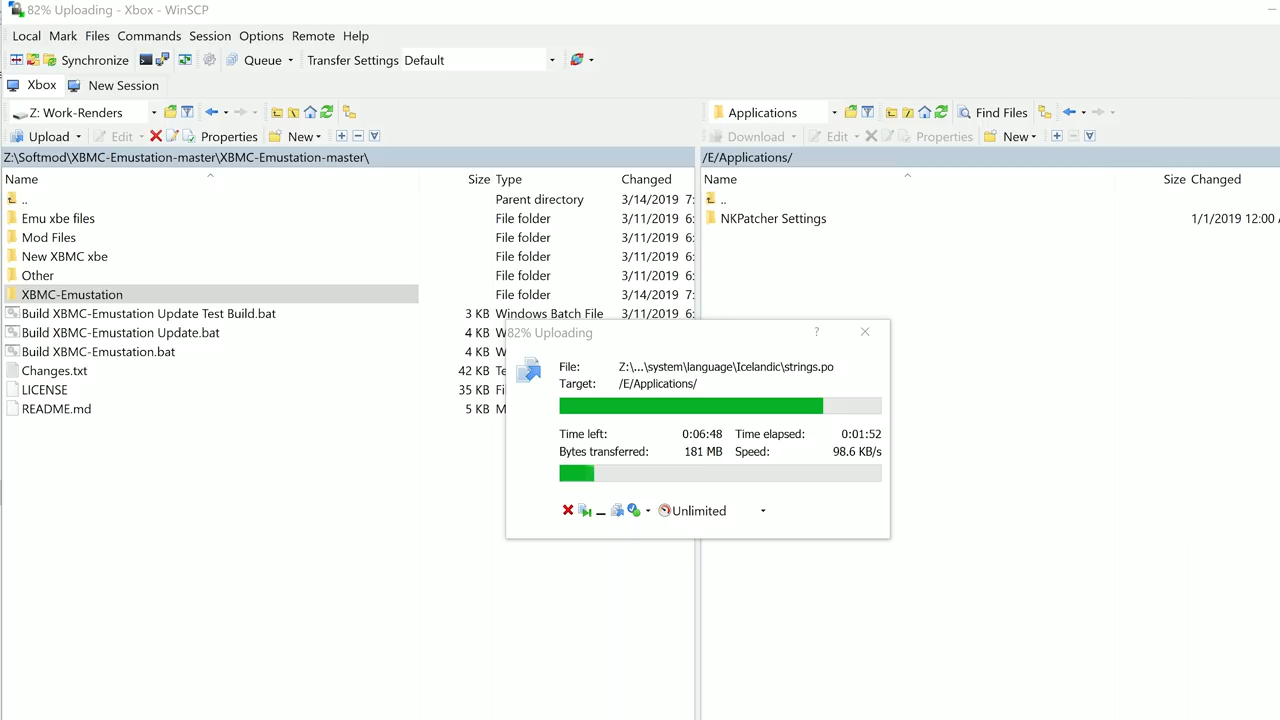 82% Uploading - Xbox - WinSCP
Local Mark Files Commands Session Options Remote Help
Synchronize Queue Transfer Settings Default
Xbox New Session
Z: Work-Renders
Applications Find Files
Upload Edit Properties New
Download Edit Properties New
Z:\Softmod\XBMC-Emustation-master\XBMC-Emustation-master\
/E/Applications/
Name Size Type Changed
Name Size Changed
.. Parent directory 3/14/2019 7:
..
Emu xbe files File folder 3/11/2019 6:
NKPatcher Settings 1/1/2019 12:00
Mod Files File folder 3/11/2019 6:
New XBMC xbe File folder 3/11/2019 6:
Other File folder 3/11/2019 6:
XBMC-Emustation File folder 3/14/2019 7:
Build XBMC-Emustation Update Test Build.bat 3 KB Windows Batch File 3/11/2019 6:
Build XBMC-Emustation Update.bat 4 KB W
Build XBMC-Emustation.bat 4 KB W
Changes.txt 42 KB Te
LICENSE 35 KB Fi
README.md 5 KB M
82% Uploading ?
File: Z:\...\system\language\Icelandic\strings.po
Target: /E/Applications/
Time left: 0:06:48 Time elapsed: 0:01:52
Bytes transferred: 181 MB Speed: 98.6 KB/s
Unlimited